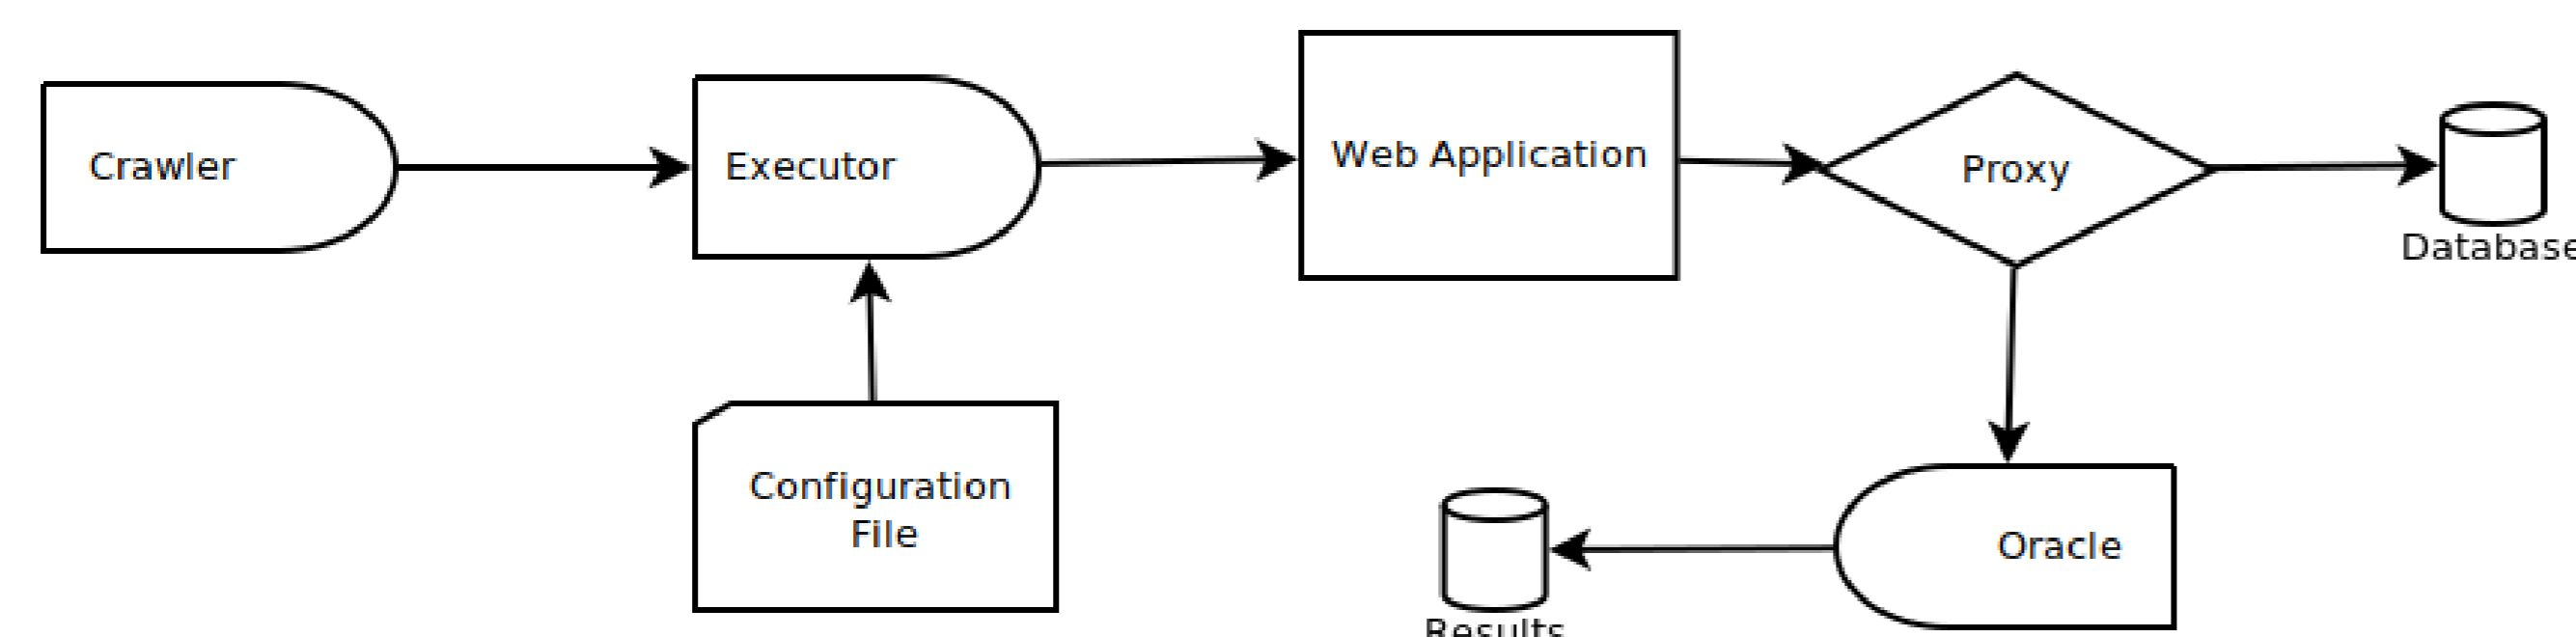 Crawler
Executor
Web Application
Proxy
Database
Configuration
File
Oracle
Results